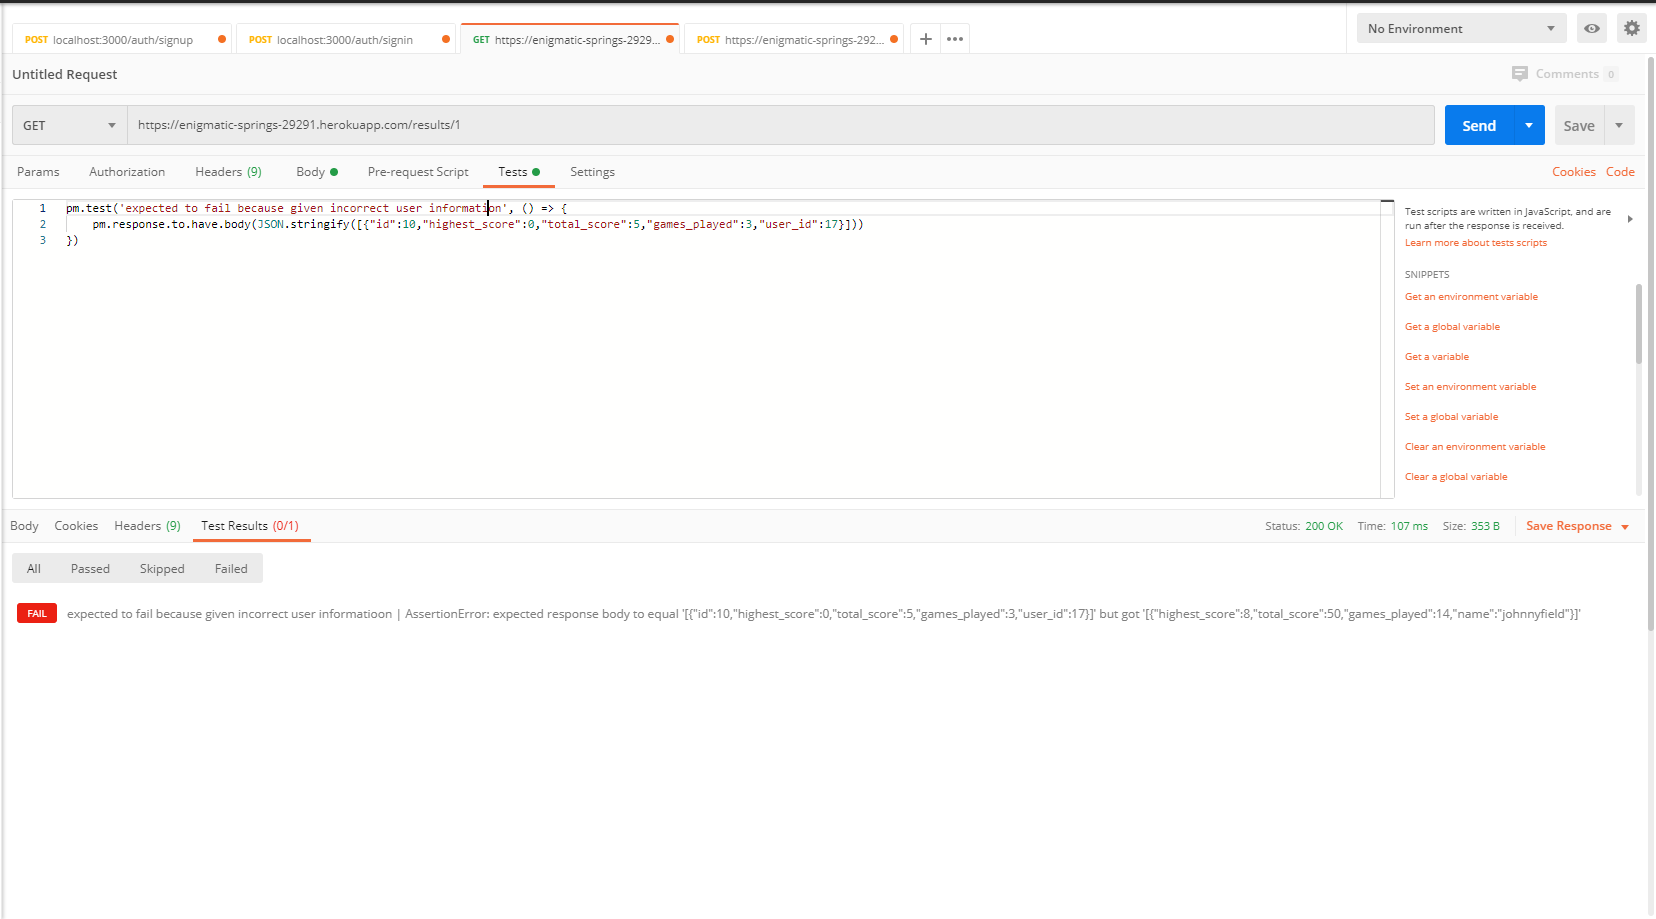 POST localhost:3000/auth/signup
POST localhost:3000/auth/signin
GET https://enigmatic-springs-2929...
POST https://enigmatic-springs-292...
No Environment
Untitled Request
Comments 0
GET https://enigmatic-springs-29291.herokuapp.com/results/1
Send
Save
Params Authorization Headers (9) Body Pre-request Script Tests Settings
Cookies Code
1 pm.test('expected to fail because given incorrect user information', () => {
2 pm.response.to.have.body(JSON.stringify([{"id":10,"highest_score":0,"total_score":5,"games_played":3,"user_id":17}]))
3 })
Test scripts are written in JavaScript, and are
run after the response is received.
Learn more about tests scripts
SNIPPETS
Get an environment variable
Get a global variable
Get a variable
Set an environment variable
Set a global variable
Clear an environment variable
Clear a global variable
Body Cookies Headers (9) Test Results (0/1)
Status: 200 OK Time: 107 ms Size: 353 B Save Response
All Passed Skipped Failed
FAIL expected to fail because given incorrect user informatioon | AssertionError: expected response body to equal '[{"id":10,"highest_score":0,"total_score":5,"games_played":3,"user_id":17}]' but got '[{"highest_score":8,"total_score":50,"games_played":14,"name":"johnnyfield"}]'